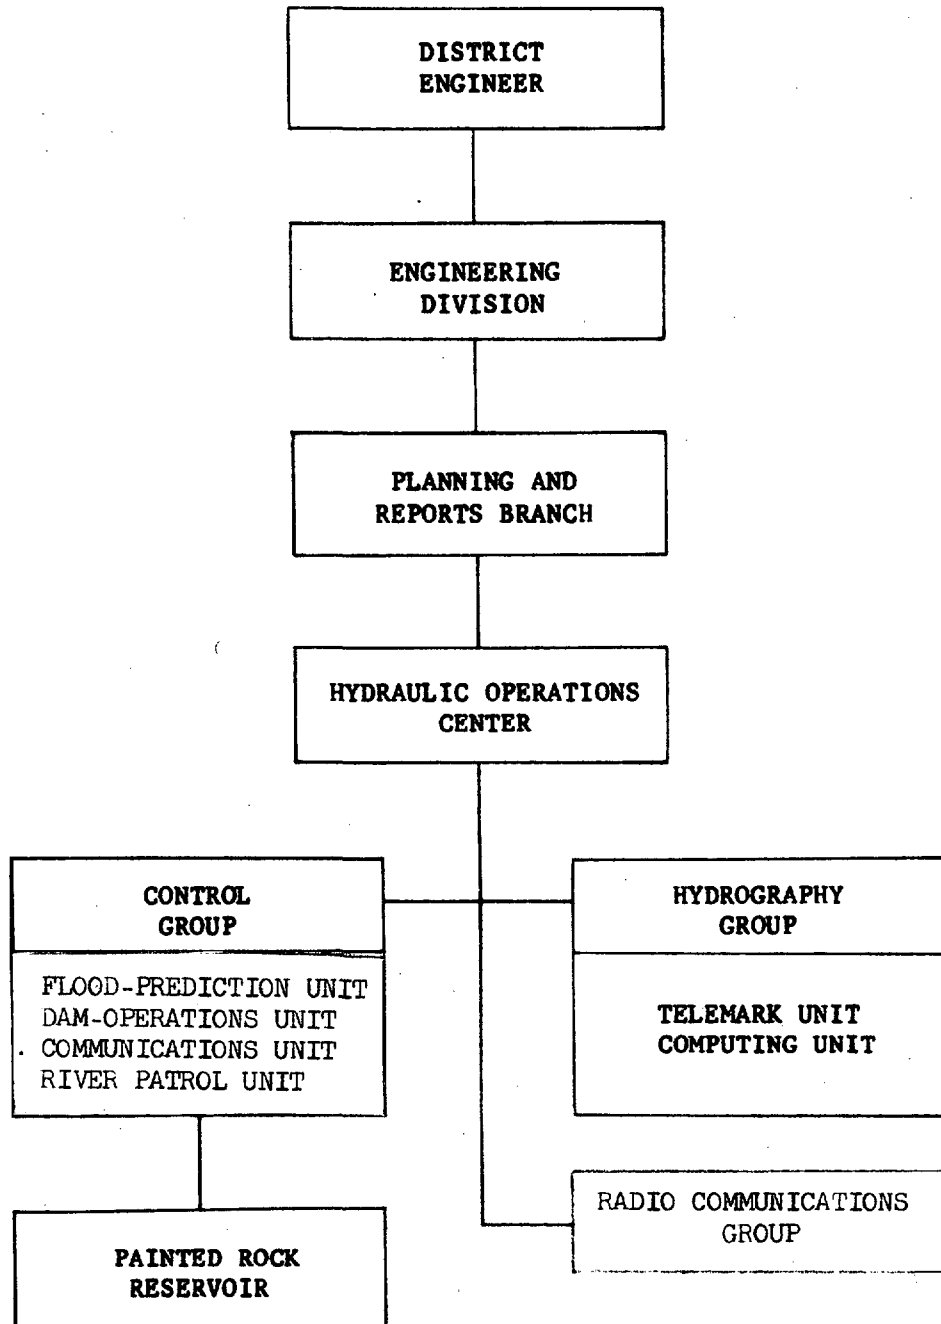 DISTRICT
ENGINEER
ENGINEERING
DIVISION
PLANNING AND
REPORTS BRANCH
HYDRAULIC OPERATIONS
CENTER
CONTROL
GROUP
FLOOD-PREDICTION UNIT
DAM-OPERATIONS UNIT
COMMUNICATIONS UNIT
RIVER PATROL UNIT
HYDROGRAPHY
GROUP
TELEMARK UNIT
COMPUTING UNIT
RADIO COMMUNICATIONS
GROUP
PAINTED ROCK
RESERVOIR